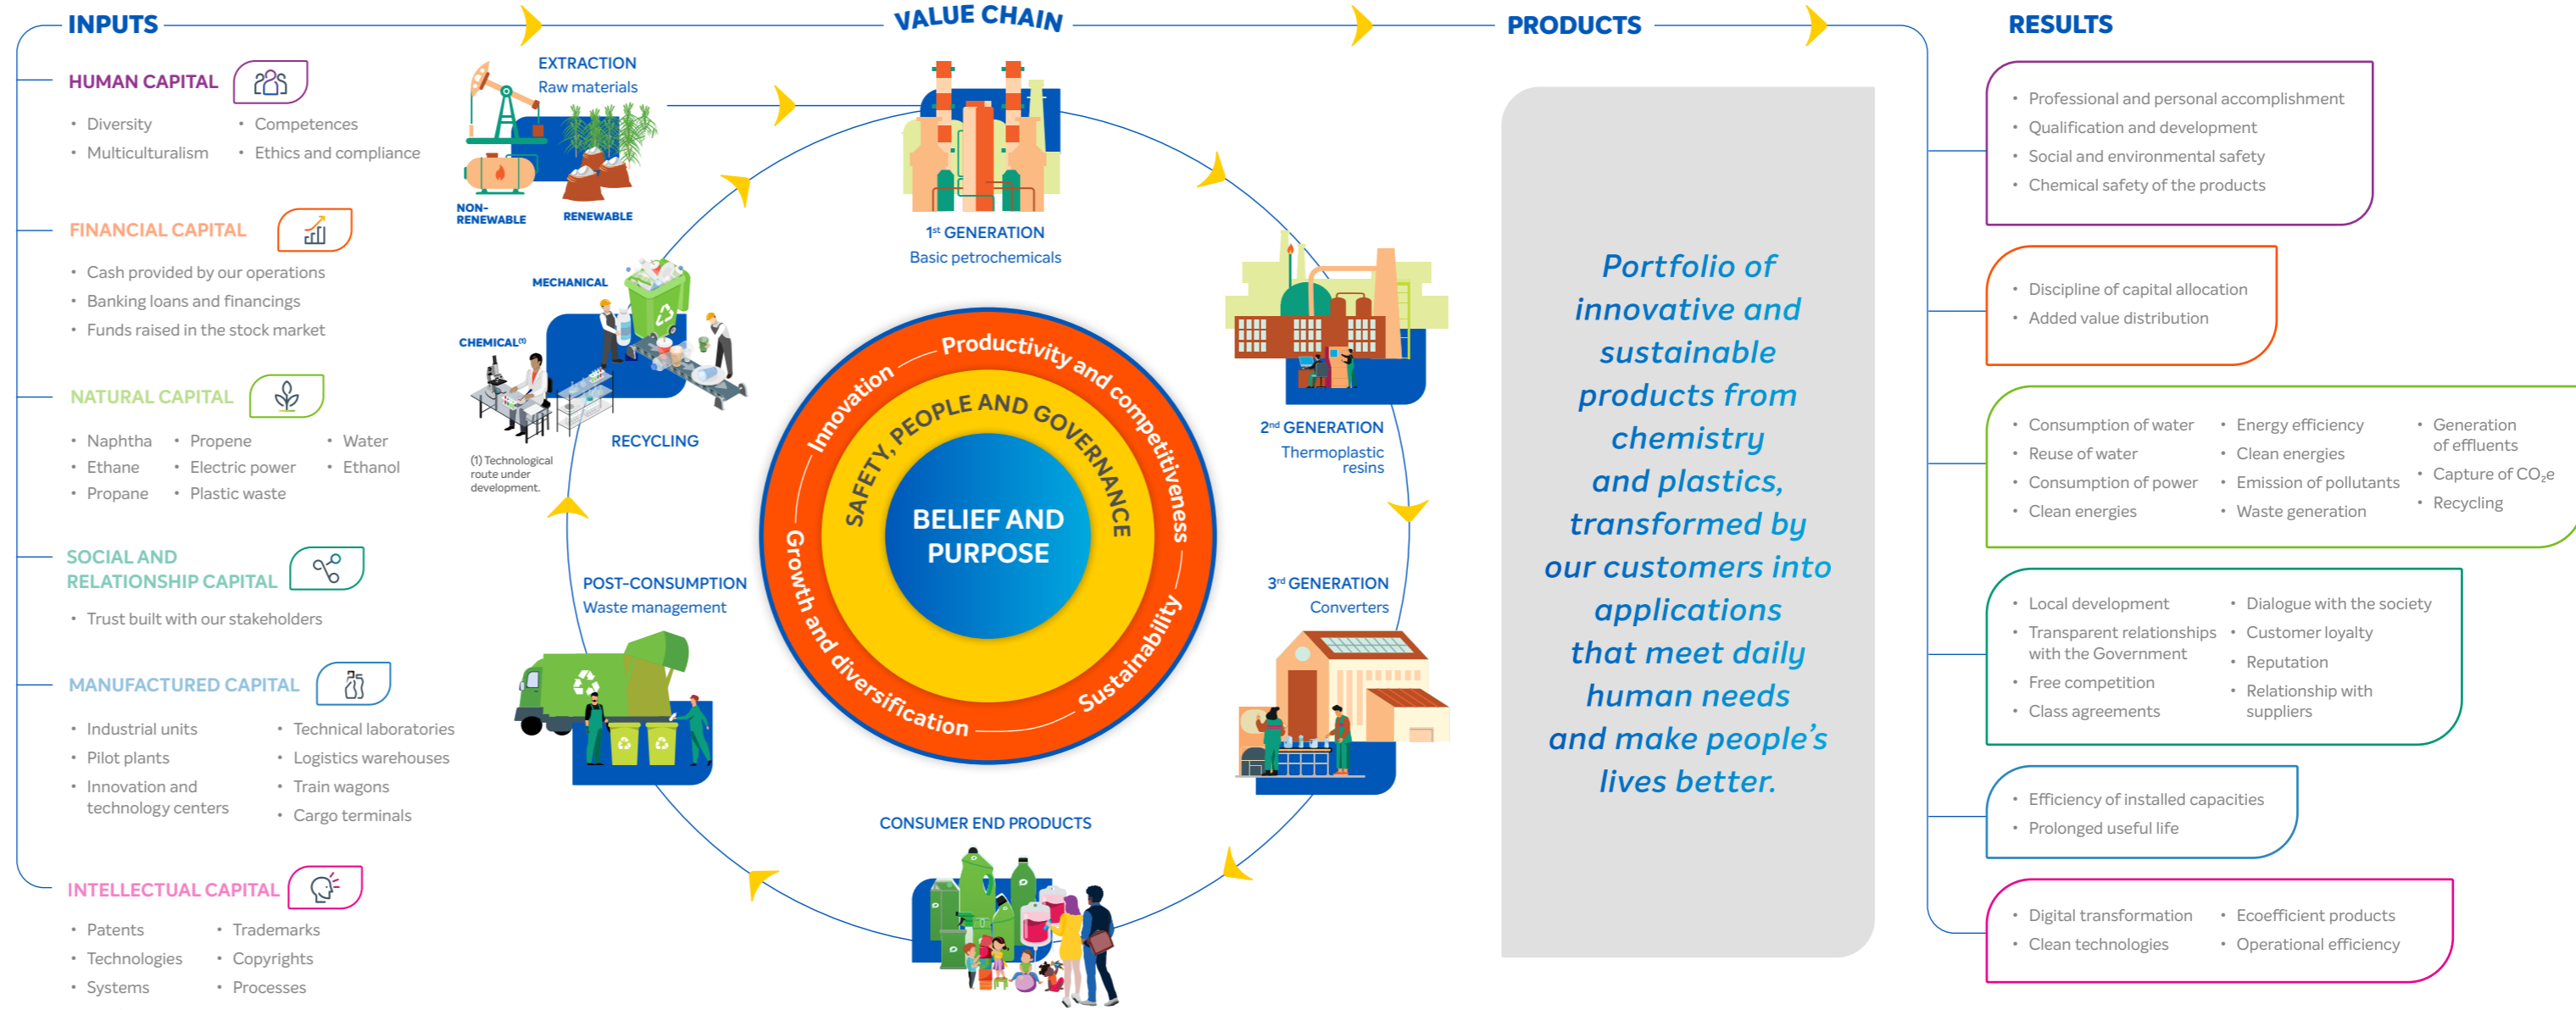 INPUTS
VALUE CHAIN
PRODUCTS
RESULTS
HUMAN CAPITAL
• Diversity
• Multiculturalism
• Competences
• Ethics and compliance
FINANCIAL CAPITAL
• Cash provided by our operations
• Banking loans and financings
• Funds raised in the stock market
NATURAL CAPITAL
• Naphtha
• Ethane
• Propane
• Propene
• Electric power
• Plastic waste
• Water
• Ethanol
SOCIAL AND
RELATIONSHIP CAPITAL
• Trust built with our stakeholders
MANUFACTURED CAPITAL
• Industrial units
• Pilot plants
• Innovation and
technology centers
• Technical laboratories
• Logistics warehouses
• Train wagons
• Cargo terminals
INTELLECTUAL CAPITAL
• Patents
• Technologies
• Systems
• Trademarks
• Copyrights
• Processes
EXTRACTION
Raw materials
NON-
RENEWABLE
RENEWABLE
1st GENERATION
Basic petrochemicals
2nd GENERATION
Thermoplastic
resins
3rd GENERATION
Converters
CONSUMER END PRODUCTS
POST-CONSUMPTION
Waste management
MECHANICAL
CHEMICAL(1)
RECYCLING
(1) Technological
route under
development.
Innovation
Productivity and competitiveness
Sustainability
Growth and diversification
SAFETY, PEOPLE AND GOVERNANCE
BELIEF AND
PURPOSE
Portfolio of
innovative and
sustainable
products from
chemistry
and plastics,
transformed by
our customers into
applications
that meet daily
human needs
and make people's
lives better.
• Professional and personal accomplishment
• Qualification and development
• Social and environmental safety
• Chemical safety of the products
• Discipline of capital allocation
• Added value distribution
• Consumption of water
• Reuse of water
• Consumption of power
• Clean energies
• Energy efficiency
• Clean energies
• Emission of pollutants
• Waste generation
• Generation
of effluents
• Capture of CO₂e
• Recycling
• Local development
• Transparent relationships
with the Government
• Free competition
• Class agreements
• Dialogue with the society
• Customer loyalty
• Reputation
• Relationship with
suppliers
• Efficiency of installed capacities
• Prolonged useful life
• Digital transformation
• Clean technologies
• Ecoefficient products
• Operational efficiency